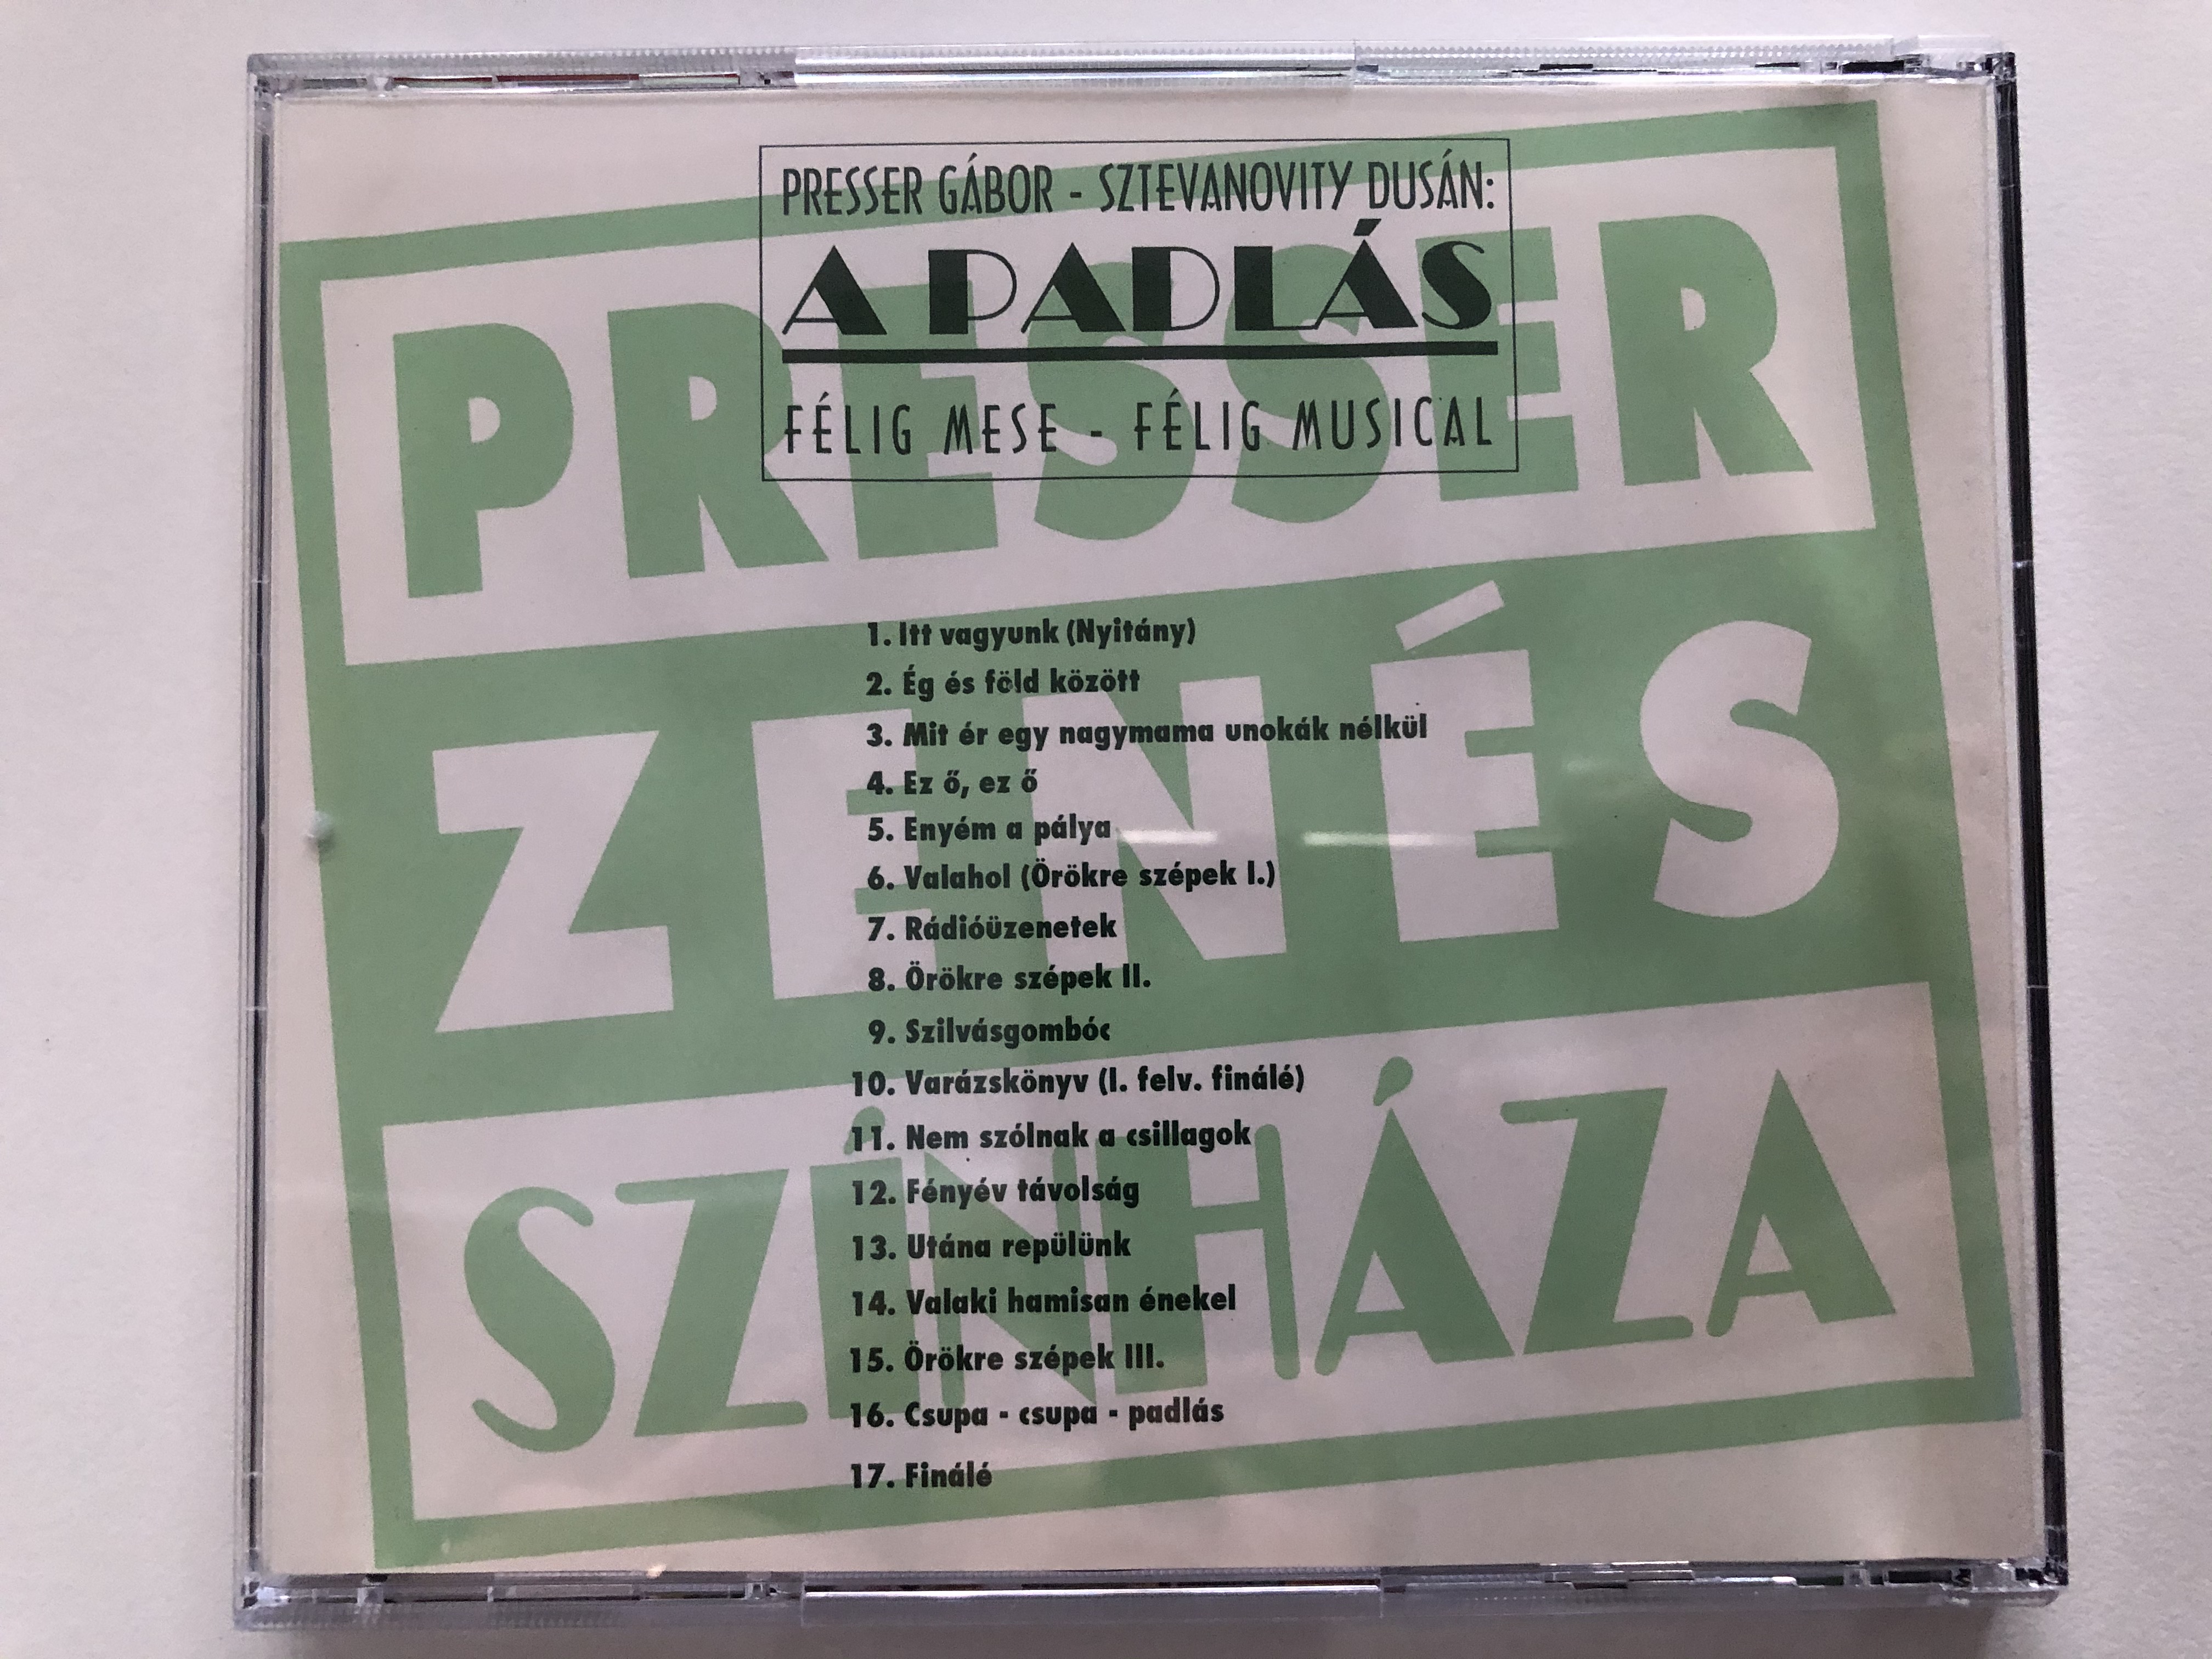 PRESSER GÁBOR - SZTEVANOVITY DUSÁN:
A PADLÁS
FÉLIG MESE - FÉLIG MUSICAL
PRESSER
ZENÉS
SZÍNHÁZA
1. Itt vagyunk (Nyitány)
2. Ég és föld között
3. Mit ér egy nagymama unokák nélkül
4. Ez ő, ez ő
5. Enyém a pálya
6. Valahol (Örökre szépek I.)
7. Rádióüzenetek
8. Örökre szépek II.
9. Szilvásgombóc
10. Varázskönyv (I. felv. finálé)
11. Nem szólnak a csillagok
12. Fényév távolság
13. Utána repülünk
14. Valaki hamisan énekel
15. Örökre szépek III.
16. Csupa - csupa - padlás
17. Finálé